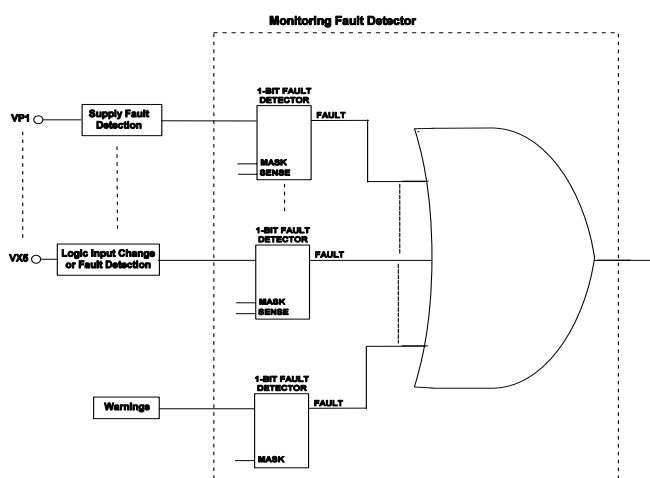 Monitoring Fault Detector
1-BIT FAULT
DETECTOR
VP1
Supply Fault
Detection
FAULT
MASK
SENSE
1-BIT FAULT
DETECTOR
VX5
Logic Input Change
or Fault Detection
FAULT
MASK
SENSE
1-BIT FAULT
DETECTOR
Warnings
FAULT
MASK